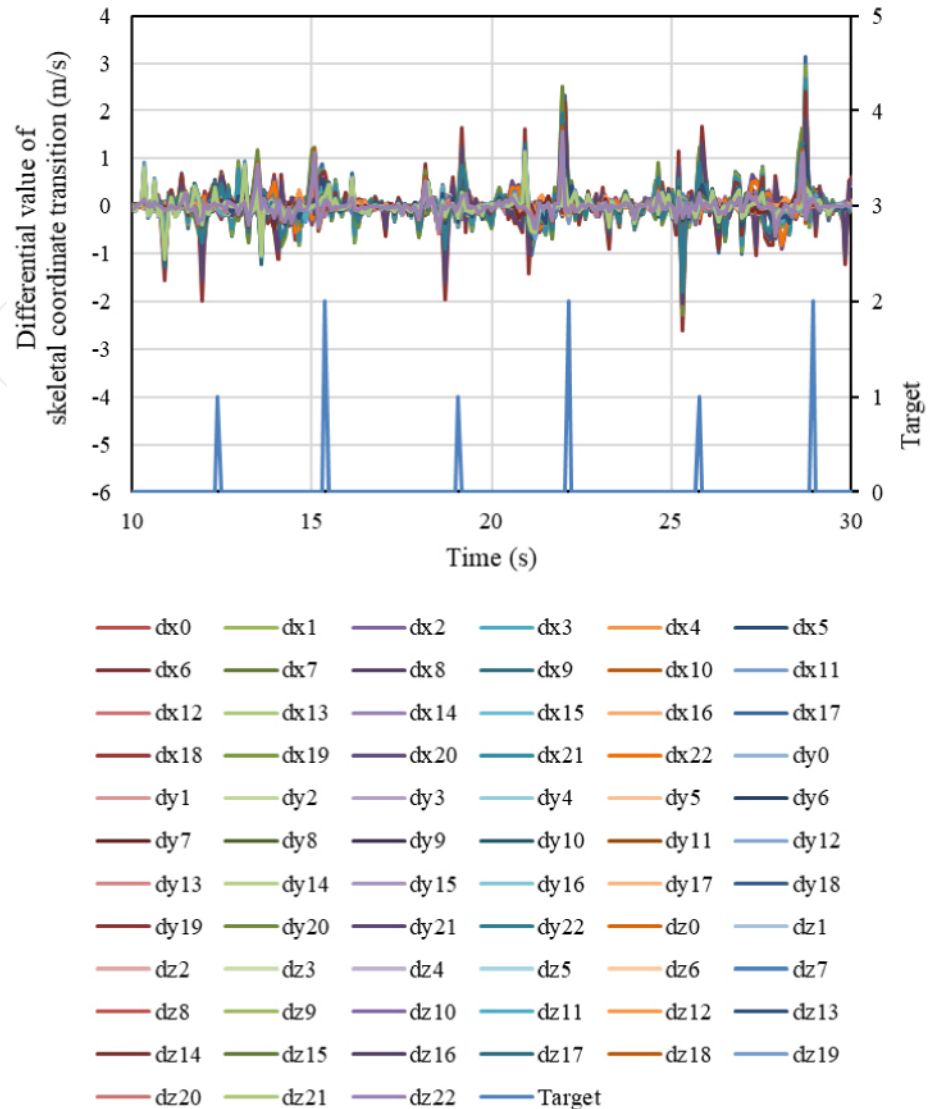 Differential value of
skeletal coordinate transition (m/s)
4
3
2
1
0
-1
-2
-3
-4
-5
-6
5
4
3
2
1
0
Target
10 15 20 25 30
Time (s)
dx0 dx1 dx2 dx3 dx4 dx5
dx6 dx7 dx8 dx9 dx10 dx11
dx12 dx13 dx14 dx15 dx16 dx17
dx18 dx19 dx20 dx21 dx22 dy0
dy1 dy2 dy3 dy4 dy5 dy6
dy7 dy8 dy9 dy10 dy11 dy12
dy13 dy14 dy15 dy16 dy17 dy18
dy19 dy20 dy21 dy22 dz0 dz1
dz2 dz3 dz4 dz5 dz6 dz7
dz8 dz9 dz10 dz11 dz12 dz13
dz14 dz15 dz16 dz17 dz18 dz19
dz20 dz21 dz22 Target